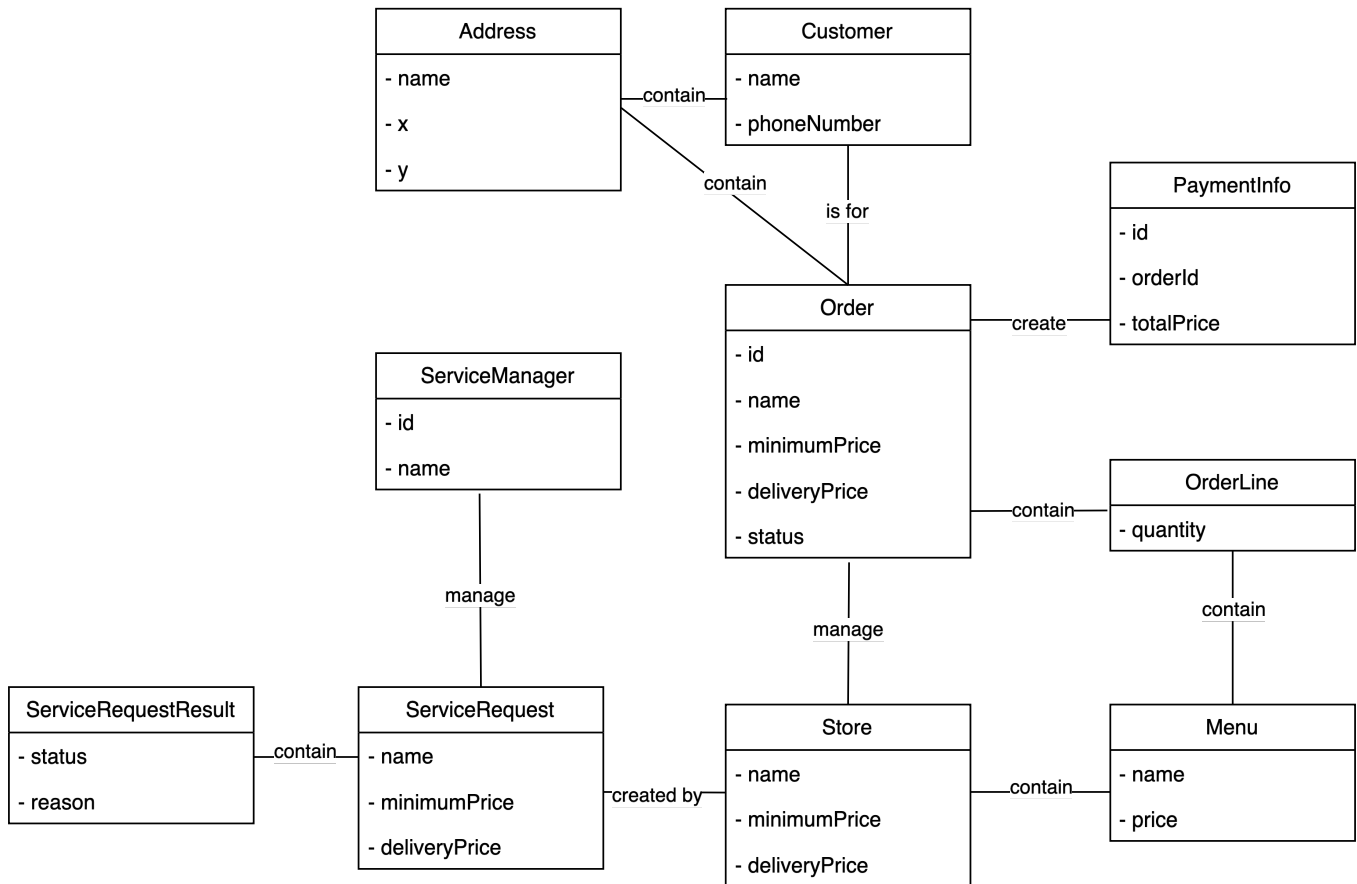 Address
- name
- x
- y
contain
Customer
- name
- phoneNumber
contain
is for
PaymentInfo
- id
- orderId
- totalPrice
Order
- id
- name
- minimumPrice
- deliveryPrice
- status
create
ServiceManager
- id
- name
contain
OrderLine
- quantity
manage
manage
contain
ServiceRequestResult
- status
- reason
contain
ServiceRequest
- name
- minimumPrice
- deliveryPrice
created by
Store
- name
- minimumPrice
- deliveryPrice
contain
Menu
- name
- price